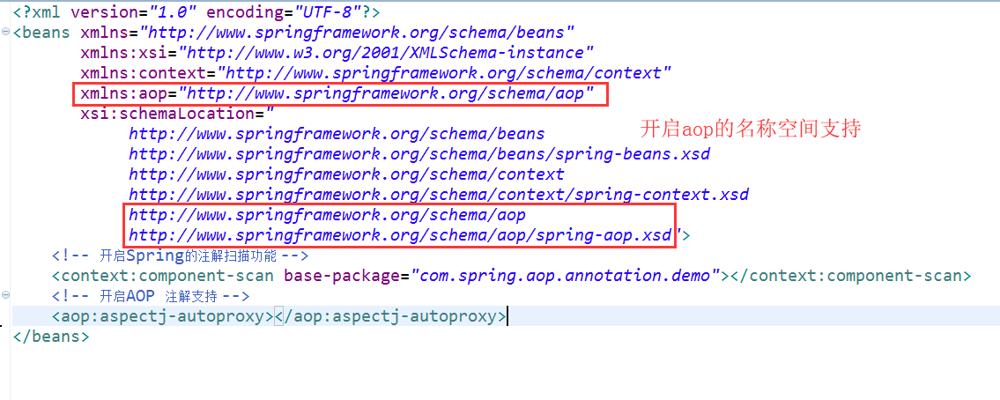 <?xml version="1.0" encoding="UTF-8"?>
<beans xmlns="http://www.springframework.org/schema/beans"
xmlns:xsi="http://www.w3.org/2001/XMLSchema-instance"
xmlns:context="http://www.springframework.org/schema/context"
xmlns:aop="http://www.springframework.org/schema/aop"
xsi:schemaLocation="
开启aop的名称空间支持
http://www.springframework.org/schema/beans
http://www.springframework.org/schema/beans/spring-beans.xsd
http://www.springframework.org/schema/context
http://www.springframework.org/schema/context/spring-context.xsd
http://www.springframework.org/schema/aop
http://www.springframework.org/schema/aop/spring-aop.xsd">
<!-- 开启Spring的注解扫描功能 -->
<context:component-scan base-package="com.spring.aop.annotation.demo"></context:component-scan>
<!-- 开启AOP 注解支持 -->
<aop:aspectj-autoproxy></aop:aspectj-autoproxy>
</beans>